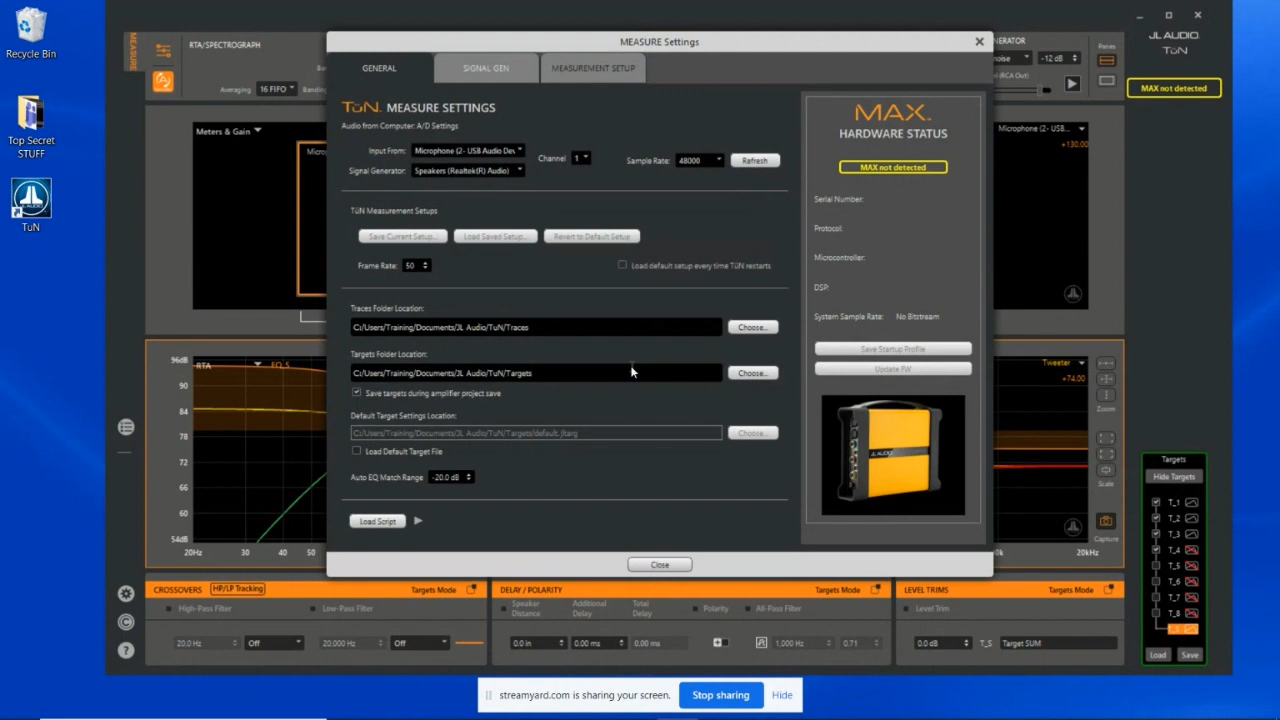 Recycle Bin
Top Secret
STUFF
TuN
MEASURE
RTA/SPECTROGRAPH
Averaging: 16 FIFO
Meters & Gain
MEASURE Settings
GENERAL
SIGNAL GEN
MEASUREMENT SETUP
TüN. MEASURE SETTINGS
Audio from Computer: A/D Settings
Input From: Microphone (2- USB Audio Dev
Channel 1
Sample Rate: 48000
Refresh
Signal Generator: Speakers (Realtek(R) Audio)
TüN Measurement Setups
Save Current Setup...
Load Saved Setup...
Revert to Default Setup
Frame Rate: 50
Load default setup every time TüN restarts
Traces Folder Location:
C:/Users/Training/Documents/JL Audio/TuN/Traces
Choose...
Targets Folder Location:
C:/Users/Training/Documents/JL Audio/TuN/Targets
Choose...
Save targets during amplifier project save
Default Target Settings Location:
C:/Users/Training/Documents/JL Audio/TuN/Targets/default.jltarg
Choose...
Load Default Target File
Auto EQ Match Range -20.0 dB
Load Script
Close
MAX.
HARDWARE STATUS
MAX not detected
Serial Number:
Protocol:
Microcontroller:
DSP:
System Sample Rate: No Bitstream
Save Startup Profile
Update FW
JL AUDIO
-12 dB
Panes
JL AUDIO
TüN
MAX not detected
Microphone (2- USB...
+130.00
Tweeter
+74.00
Zoom
Scale
Capture
20kHz
96dB
RTA
EQ_S
90
84
78
72
66
60
54dB
20Hz 30 40 50
Targets
Hide Targets
T_1
T_2
T_3
T_4
T_5
T_6
T_7
T_8
Load Save
CROSSOVERS HP/LP Tracking Targets Mode
High-Pass Filter Low-Pass Filter
20.0 Hz Off 20,000 Hz Off
DELAY / POLARITY Targets Mode
Speaker
Distance
Additional
Delay
Total
Delay
Polarity All-Pass Filter
0.0 in 0.00 ms 0.00 ms 1,000 Hz 0.71
LEVEL TRIMS Targets Mode
Level Trim
0.0 dB T_S Target SUM
streamyard.com is sharing your screen. Stop sharing Hide